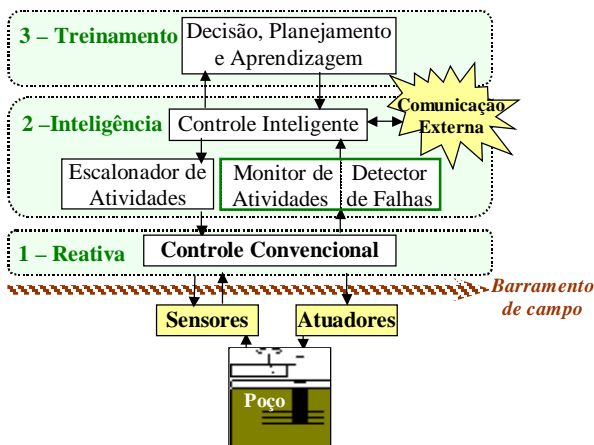 3 – Treinamento
Decisão, Planejamento
e Aprendizagem
Comunicação
Externa
2 –Inteligência
Controle Inteligente
Escalonador de
Atividades
Monitor de
Atividades
Detector
de Falhas
1 – Reativa
Controle Convencional
Barramento
de campo
Sensores
Atuadores
Poço